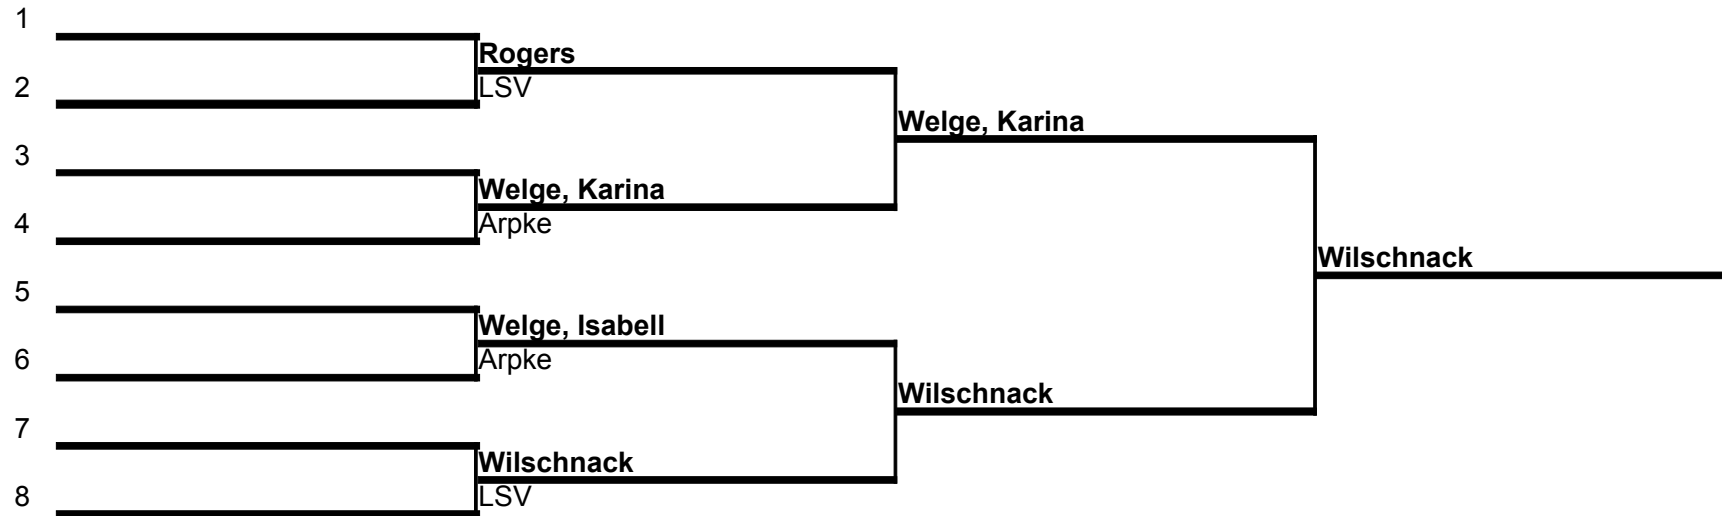 1
Rogers
2
LSV
Welge, Karina
3
Welge, Karina
4
Arpke
Wilschnack
5
Welge, Isabell
6
Arpke
Wilschnack
7
Wilschnack
8
LSV